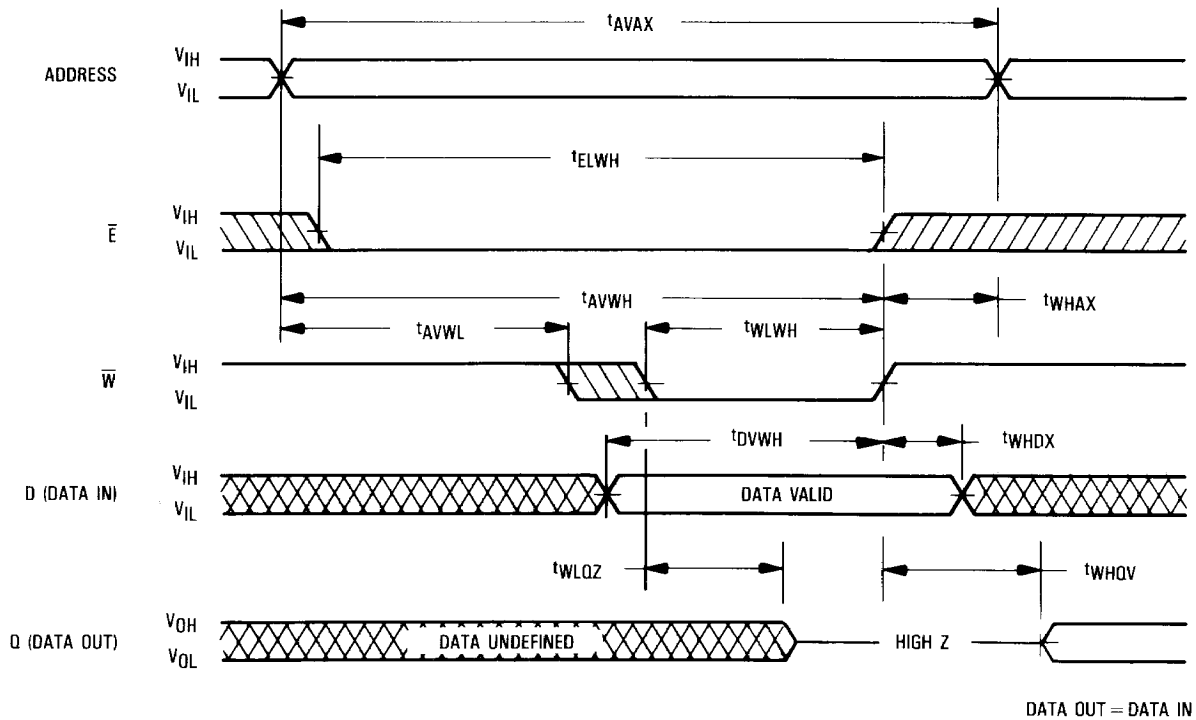 tAVAX
ADDRESS
VIH
VIL
tELWH
E
VIH
VIL
tAVWH
tWHAX
tAVWL
tWLWH
W
VIH
VIL
tDVWH
tWHDX
D (DATA IN)
VIH
VIL
DATA VALID
tWLQZ
tWHQV
Q (DATA OUT)
VOH
VOL
DATA UNDEFINED
HIGH Z
DATA OUT = DATA IN